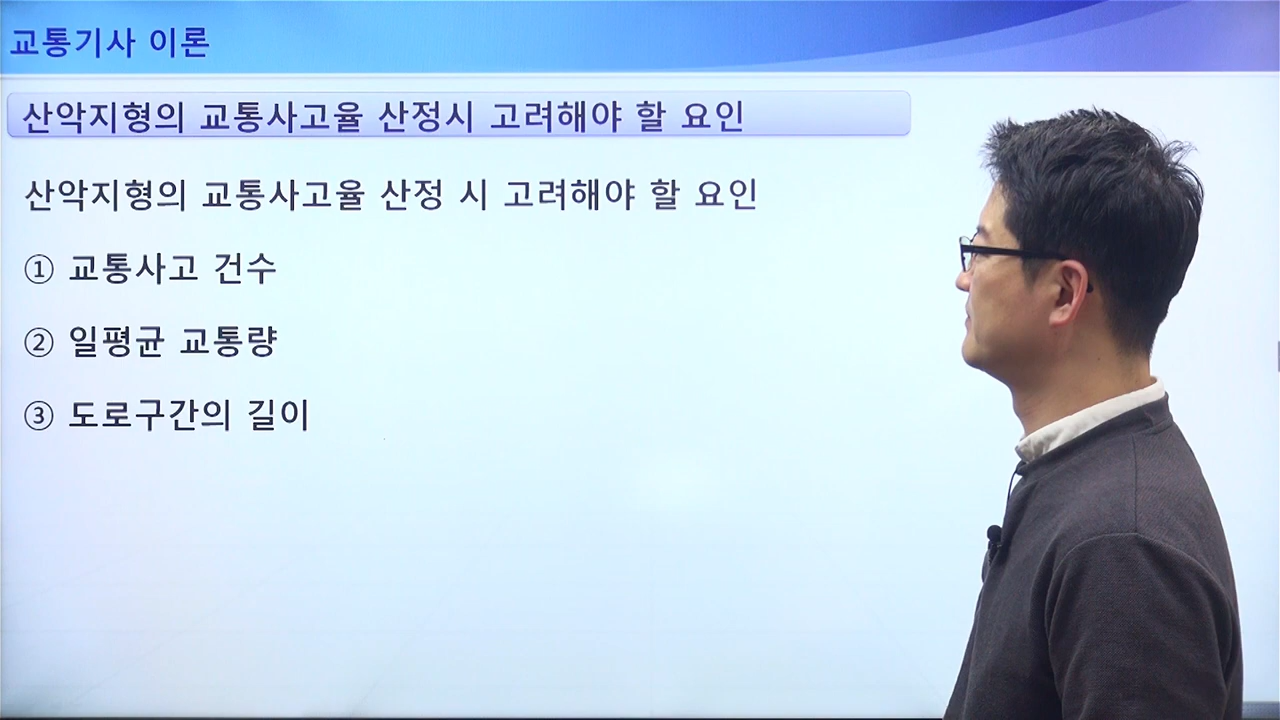 교통기사 이론
산악지형의 교통사고율 산정시 고려해야 할 요인
산악지형의 교통사고율 산정 시 고려해야 할 요인
① 교통사고 건수
② 일평균 교통량
③ 도로구간의 길이